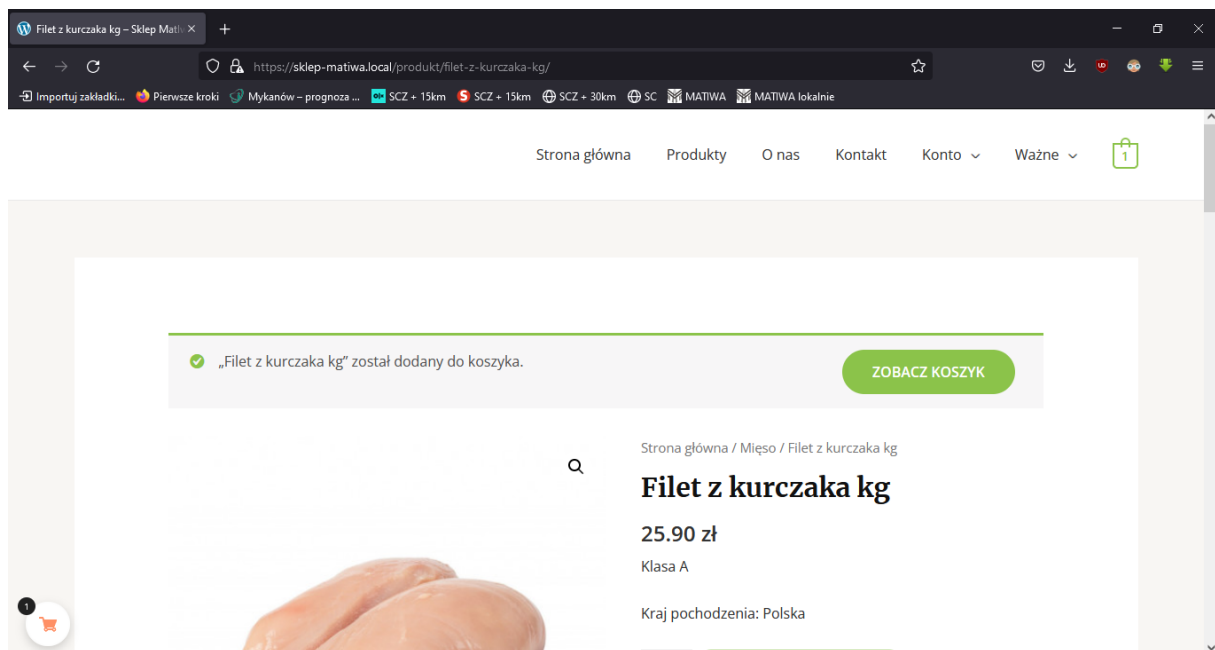 Filet z kurczaka kg – Sklep Matiw
https://sklep-matiwa.local/produkt/filet-z-kurczaka-kg/
Importuj zakładki... Pierwsze kroki Mykanów – prognoza ... SCZ + 15km SCZ + 15km SCZ + 30km SC MATIWA MATIWA lokalnie
Strona główna Produkty O nas Kontakt Konto Ważne 1
„Filet z kurczaka kg” został dodany do koszyka. ZOBACZ KOSZYK
Strona główna / Mięso / Filet z kurczaka kg
Filet z kurczaka kg
25.90 zł
Klasa A
Kraj pochodzenia: Polska
1